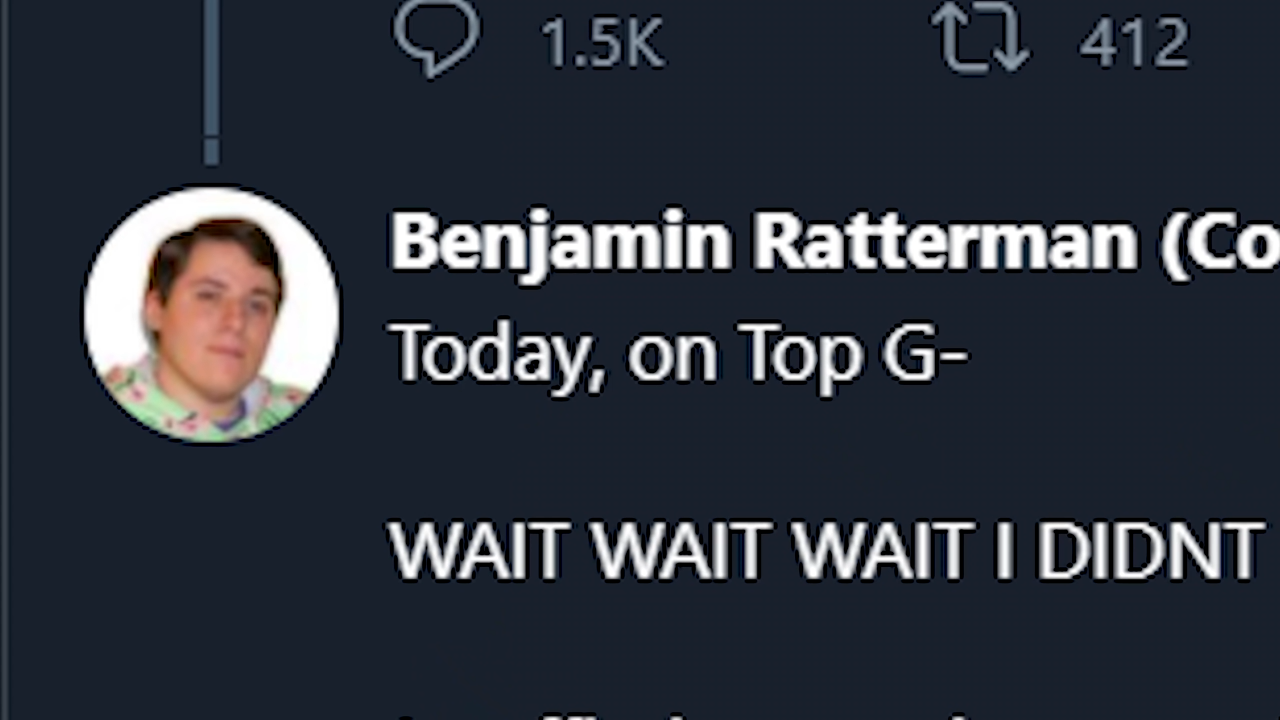 1.5K 412
Benjamin Ratterman (Co
Today, on Top G-
WAIT WAIT WAIT I DIDNT